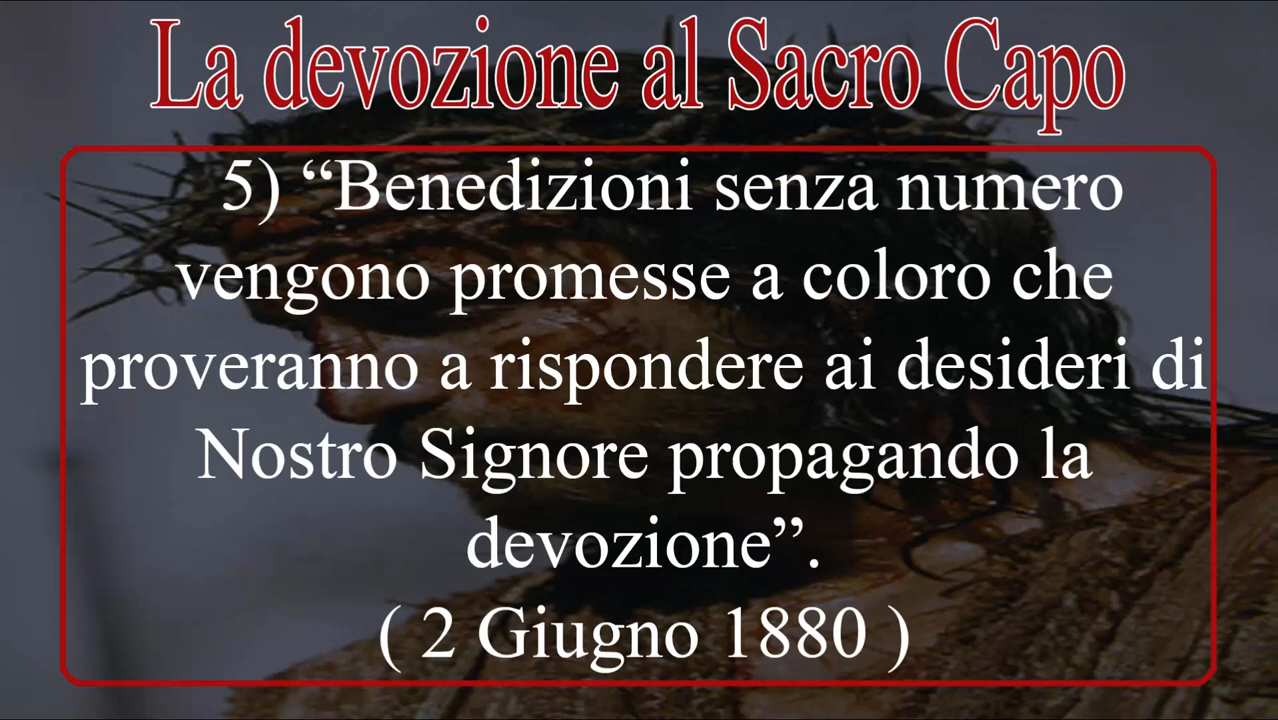 La devozione al Sacro Capo
5) “Benedizioni senza numero
vengono promesse a coloro che
proveranno a rispondere ai desideri di
Nostro Signore propagando la
devozione”.
( 2 Giugno 1880 )